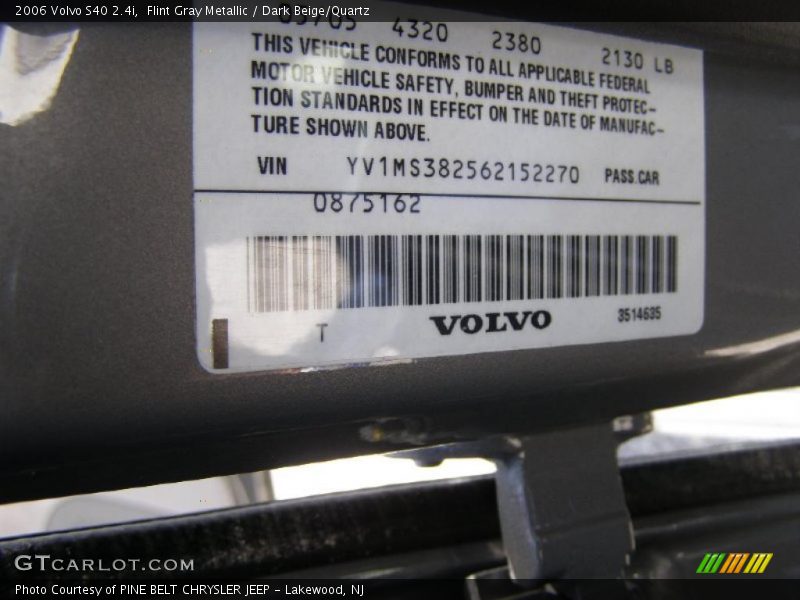 2006 Volvo S40 2.4i, Flint Gray Metallic / Dark Beige/Quartz
05/05 4320 2380 2130 LB
THIS VEHICLE CONFORMS TO ALL APPLICABLE FEDERAL
MOTOR VEHICLE SAFETY, BUMPER AND THEFT PROTEC-
TION STANDARDS IN EFFECT ON THE DATE OF MANUFAC-
TURE SHOWN ABOVE.
VIN YV1MS382562152270 PASS.CAR
0875162
T VOLVO 3514635
GTCARLOT.COM
Photo Courtesy of PINE BELT CHRYSLER JEEP - Lakewood, NJ